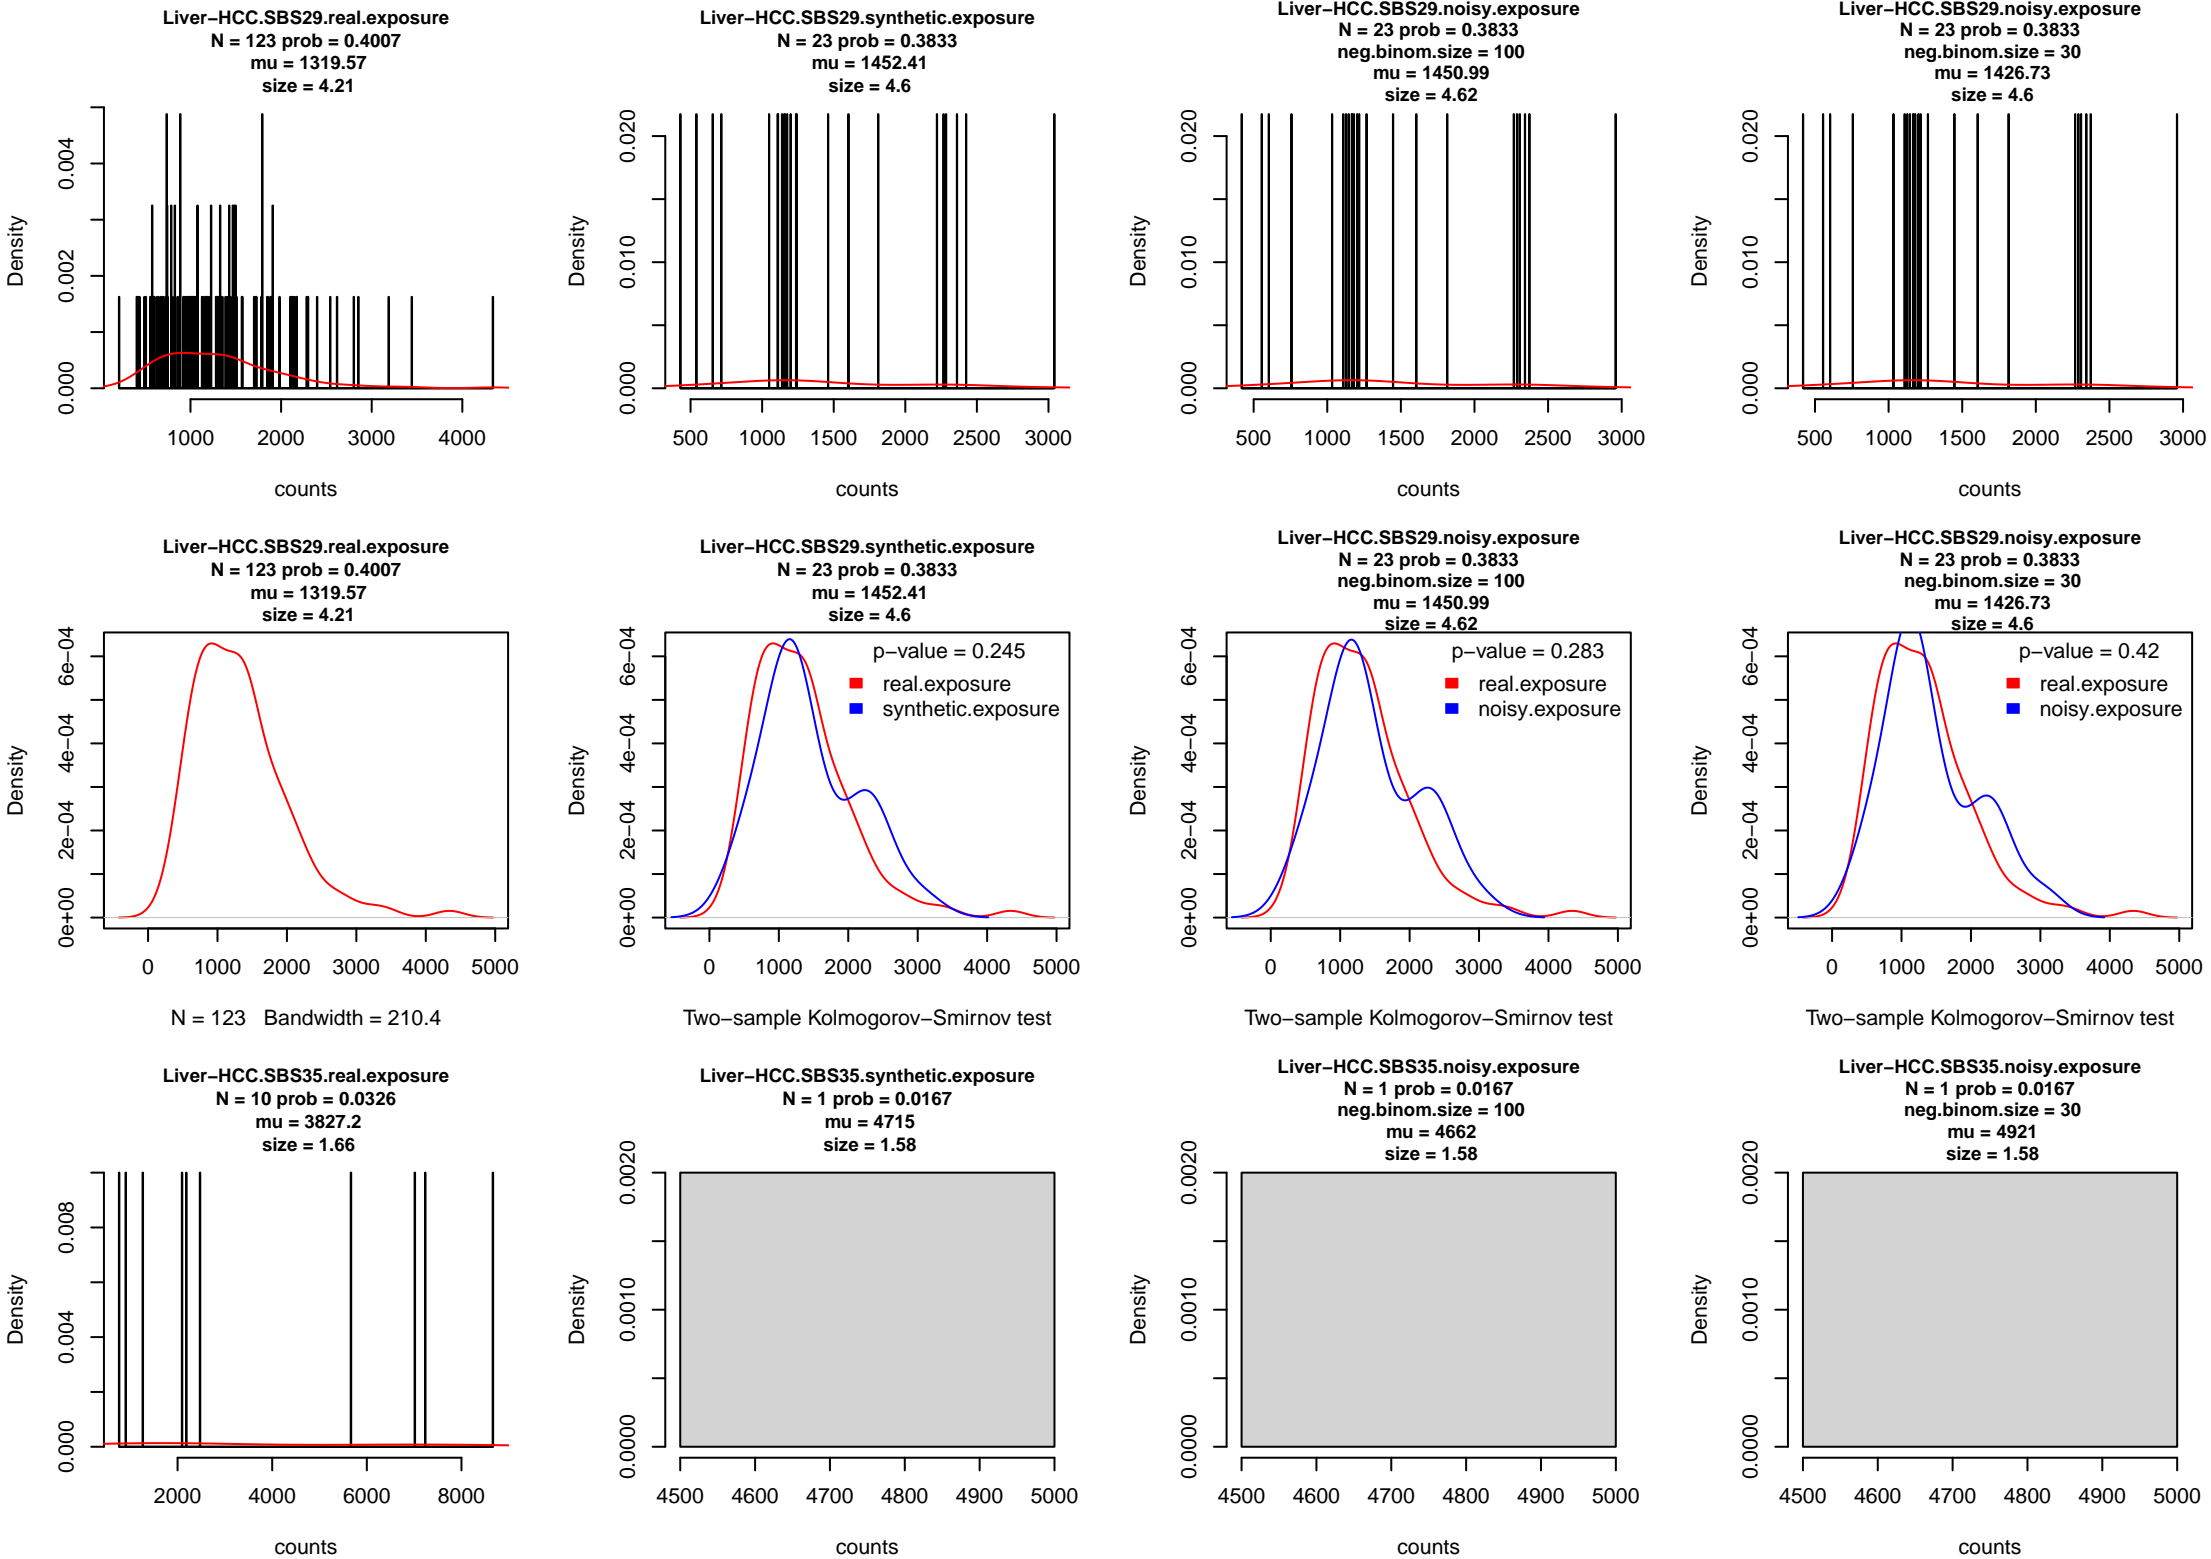 Liver−HCC.SBS29.real.exposure
N = 123 prob = 0.4007
mu = 1319.57
size = 4.21
Density
0.000 0.002 0.004
1000 2000 3000 4000
counts
Liver−HCC.SBS29.synthetic.exposure
N = 23 prob = 0.3833
mu = 1452.41
size = 4.6
Density
0.000 0.010 0.020
500 1000 1500 2000 2500 3000
counts
Liver−HCC.SBS29.noisy.exposure
N = 23 prob = 0.3833
neg.binom.size = 100
mu = 1450.99
size = 4.62
Density
0.000 0.010 0.020
500 1000 1500 2000 2500 3000
counts
Liver−HCC.SBS29.noisy.exposure
N = 23 prob = 0.3833
neg.binom.size = 30
mu = 1426.73
size = 4.6
Density
0.000 0.010 0.020
500 1000 1500 2000 2500 3000
counts
Liver−HCC.SBS29.real.exposure
N = 123 prob = 0.4007
mu = 1319.57
size = 4.21
Density
0e+00 2e−04 4e−04 6e−04
0 1000 2000 3000 4000 5000
N = 123 Bandwidth = 210.4
Liver−HCC.SBS29.synthetic.exposure
N = 23 prob = 0.3833
mu = 1452.41
size = 4.6
p−value = 0.245
real.exposure
synthetic.exposure
Density
0e+00 2e−04 4e−04 6e−04
0 1000 2000 3000 4000 5000
Two−sample Kolmogorov−Smirnov test
Liver−HCC.SBS29.noisy.exposure
N = 23 prob = 0.3833
neg.binom.size = 100
mu = 1450.99
size = 4.62
p−value = 0.283
real.exposure
noisy.exposure
Density
0e+00 2e−04 4e−04 6e−04
0 1000 2000 3000 4000 5000
Two−sample Kolmogorov−Smirnov test
Liver−HCC.SBS29.noisy.exposure
N = 23 prob = 0.3833
neg.binom.size = 30
mu = 1426.73
size = 4.6
p−value = 0.42
real.exposure
noisy.exposure
Density
0e+00 2e−04 4e−04 6e−04
0 1000 2000 3000 4000 5000
Two−sample Kolmogorov−Smirnov test
Liver−HCC.SBS35.real.exposure
N = 10 prob = 0.0326
mu = 3827.2
size = 1.66
Density
0.000 0.004 0.008
2000 4000 6000 8000
counts
Liver−HCC.SBS35.synthetic.exposure
N = 1 prob = 0.0167
mu = 4715
size = 1.58
Density
0.0000 0.0010 0.0020
4500 4600 4700 4800 4900 5000
counts
Liver−HCC.SBS35.noisy.exposure
N = 1 prob = 0.0167
neg.binom.size = 100
mu = 4662
size = 1.58
Density
0.0000 0.0010 0.0020
4500 4600 4700 4800 4900 5000
counts
Liver−HCC.SBS35.noisy.exposure
N = 1 prob = 0.0167
neg.binom.size = 30
mu = 4921
size = 1.58
Density
0.0000 0.0010 0.0020
4500 4600 4700 4800 4900 5000
counts